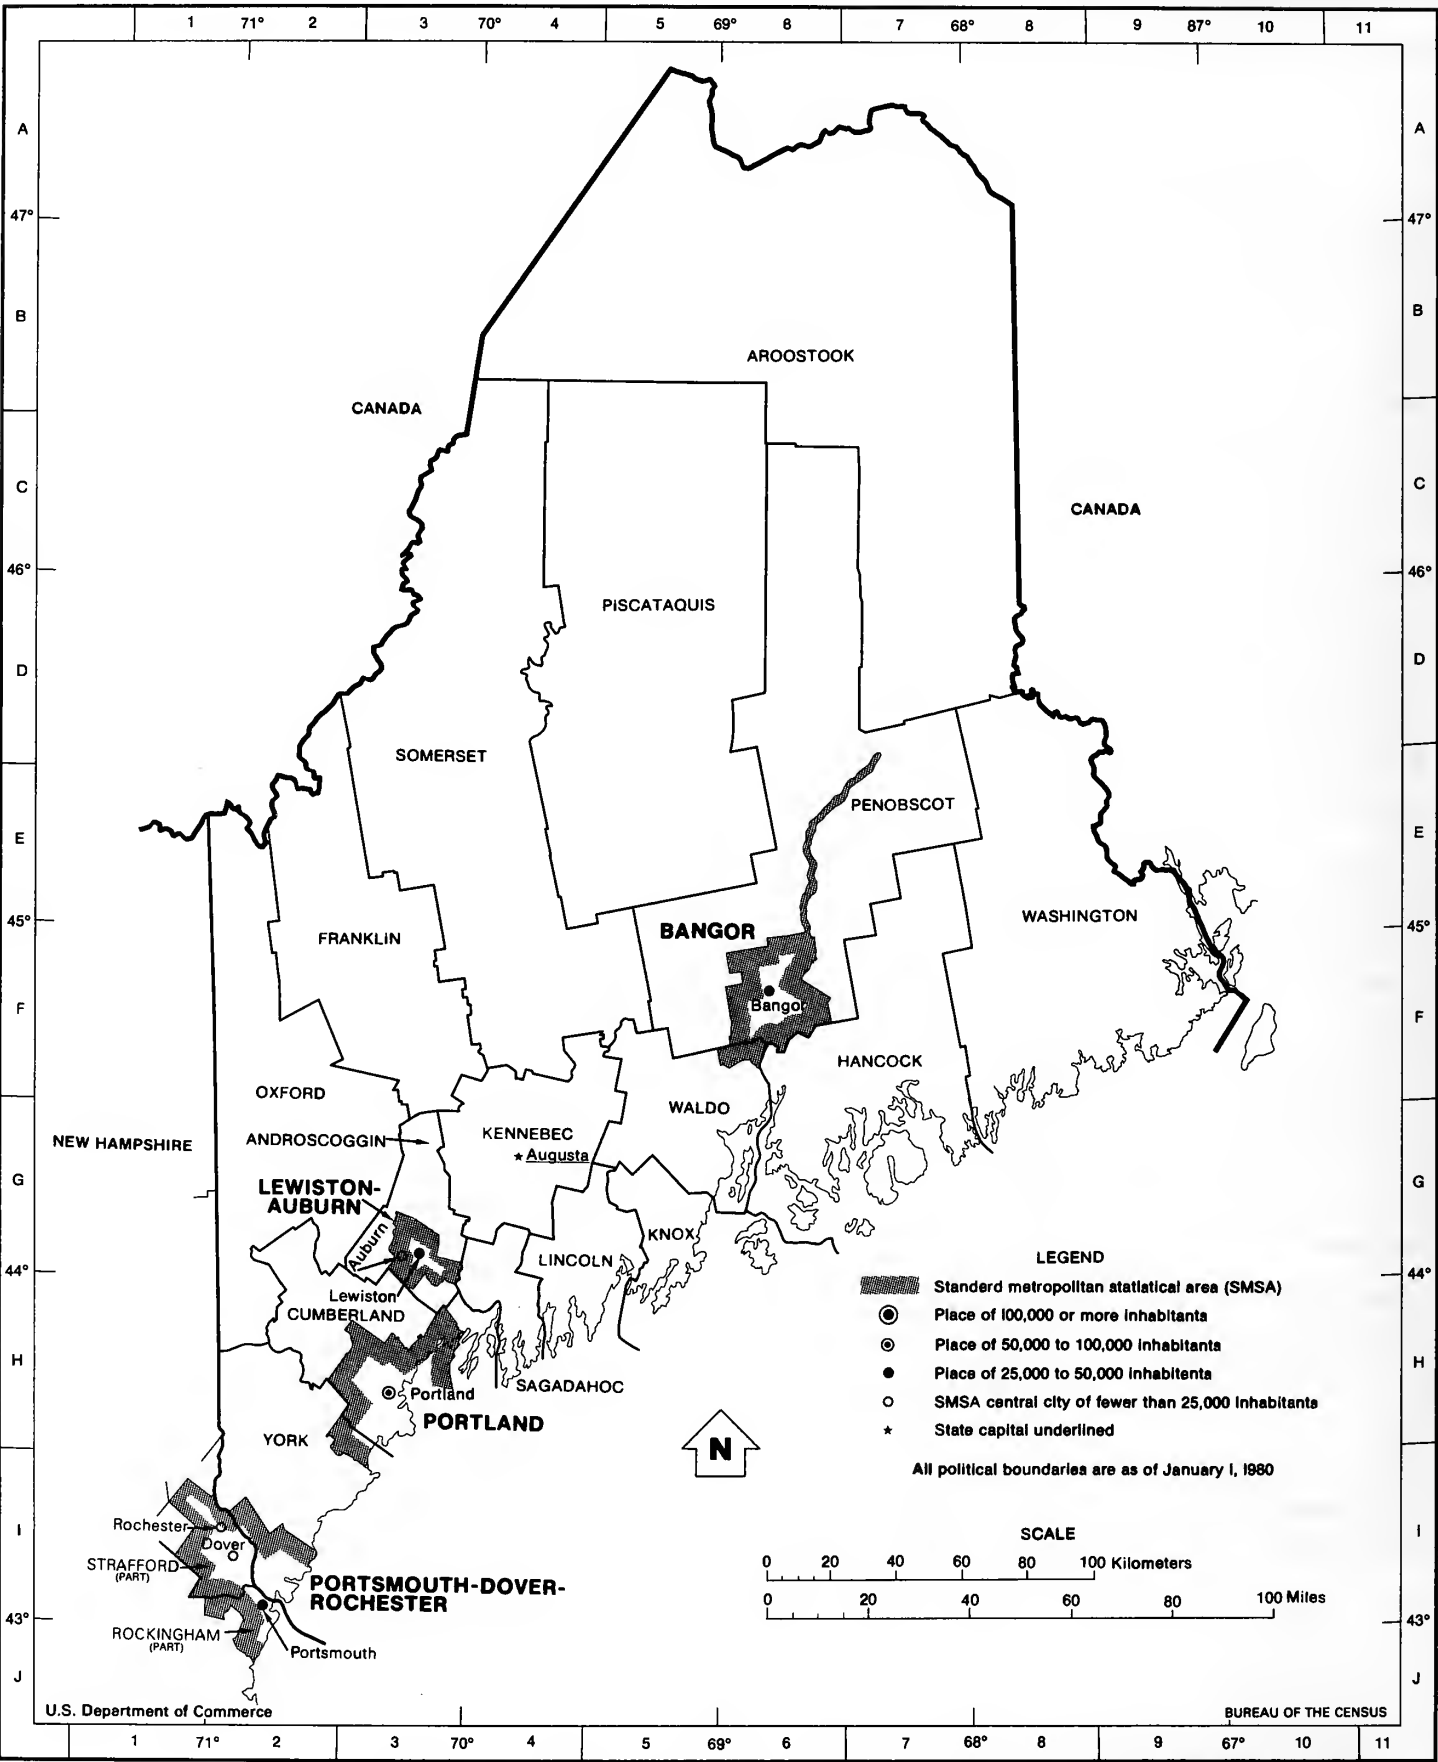 1 71° 2 3 70° 4 5 69° 6 7 68° 8 9 87° 10 11
A A
47° 47°
B B
AROOSTOOK
CANADA
C C
CANADA
46° 46°
PISCATAQUIS
D D
SOMERSET
PENOBSCOT
E E
WASHINGTON
45° 45°
BANGOR
FRANKLIN
Bangor
F F
HANCOCK
OXFORD
WALDO
KENNEBEC
NEW HAMPSHIRE
ANDROSCOGGIN
Augusta
G G
LEWISTON-
AUBURN
Auburn
KNOX
LINCOLN
44° 44°
Lewiston
CUMBERLAND
LEGEND
Standerd metropolitan statiatical area (SMSA)
Place of 100,000 or more inhabitants
Place of 50,000 to 100,000 inhabitants
Place of 25,000 to 50,000 inhabitenta
SMSA central city of fewer than 25,000 inhabitants
State capital underlined
All political boundaries are as of January 1, 1980
H H
SAGADAHOC
Portland
PORTLAND
YORK
N
I I
Rochester
Dover
STRAFFORD
(PART)
PORTSMOUTH-DOVER-
ROCHESTER
SCALE
0 20 40 60 80 100 Kilometers
0 20 40 60 80 100 Miles
43° 43°
ROCKINGHAM
(PART)
Portsmouth
J J
U.S. Department of Commerce
BUREAU OF THE CENSUS
1 71° 2 3 70° 4 5 69° 6 7 68° 8 9 67° 10 11